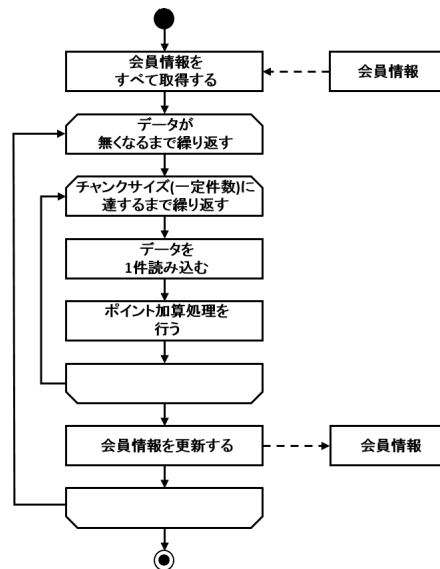 会員情報を
すべて取得する
会員情報
データが
無くなるまで繰り返す
チャンクサイズ(一定件数)に
達するまで繰り返す
データを
1件読み込む
ポイント加算処理を
行う
会員情報を更新する
会員情報